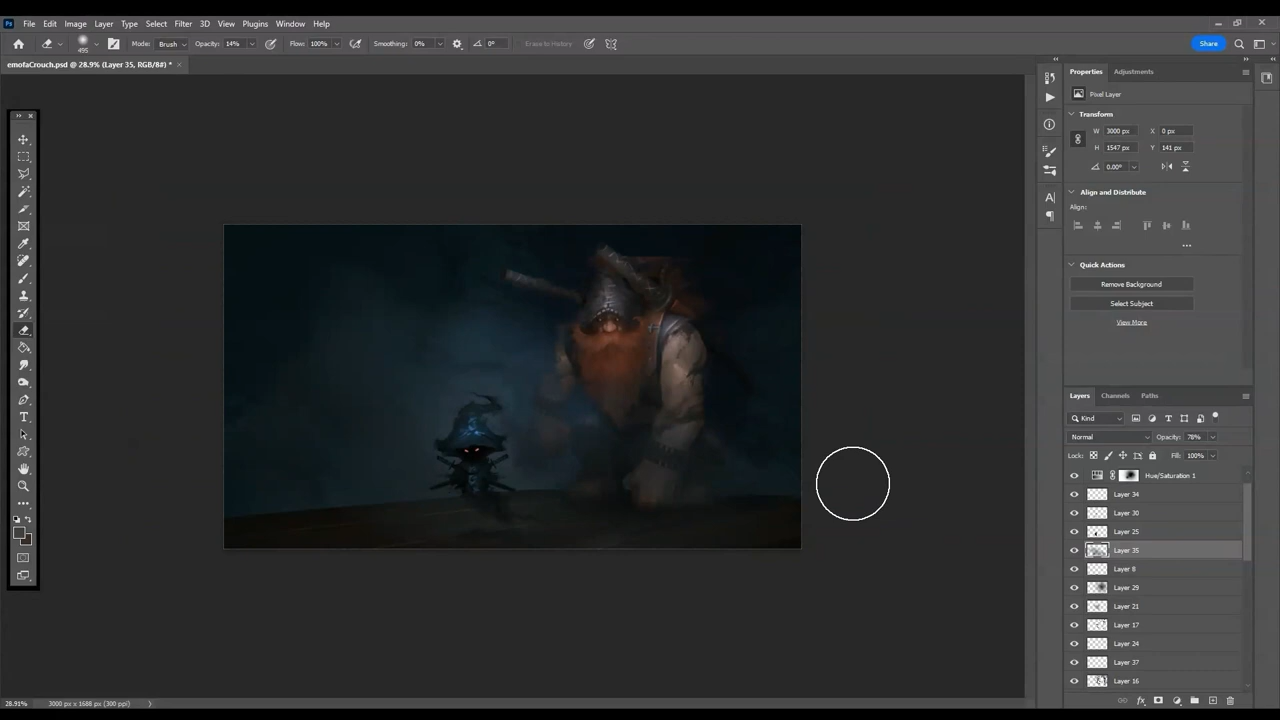 Ps File Edit Image Layer Type Select Filter 3D View Plugins Window Help
495 Mode: Brush Opacity: 14% Flow: 100% Smoothing: 0% 0° Erase to History Share
emofaCrouch.psd @ 28.9% (Layer 35, RGB/8#) * ×
Properties Adjustments
Pixel Layer
Transform
W 3000 px X 0 px
H 1547 px Y 141 px
0.00°
Align and Distribute
Align:
Quick Actions
Remove Background
Select Subject
View More
Layers Channels Paths
Kind
Normal Opacity: 78%
Lock: Fill: 100%
Hue/Saturation 1
Layer 34
Layer 30
Layer 25
Layer 35
Layer 8
Layer 29
Layer 21
Layer 17
Layer 24
Layer 37
Layer 16
28.91% 3000 px x 1688 px (300 ppi)